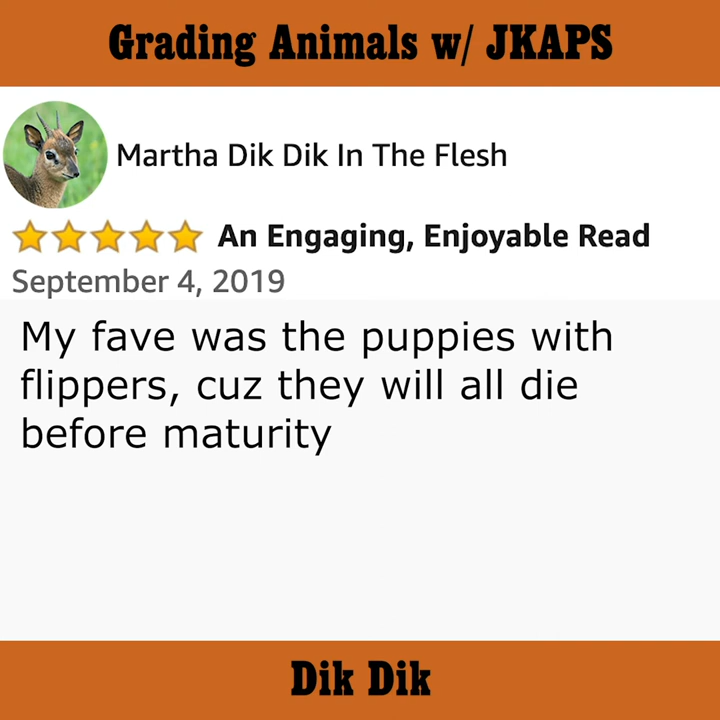 Grading Animals w/ JKAPS
Martha Dik Dik In The Flesh
An Engaging, Enjoyable Read
September 4, 2019
My fave was the puppies with
flippers, cuz they will all die
before maturity
Dik Dik